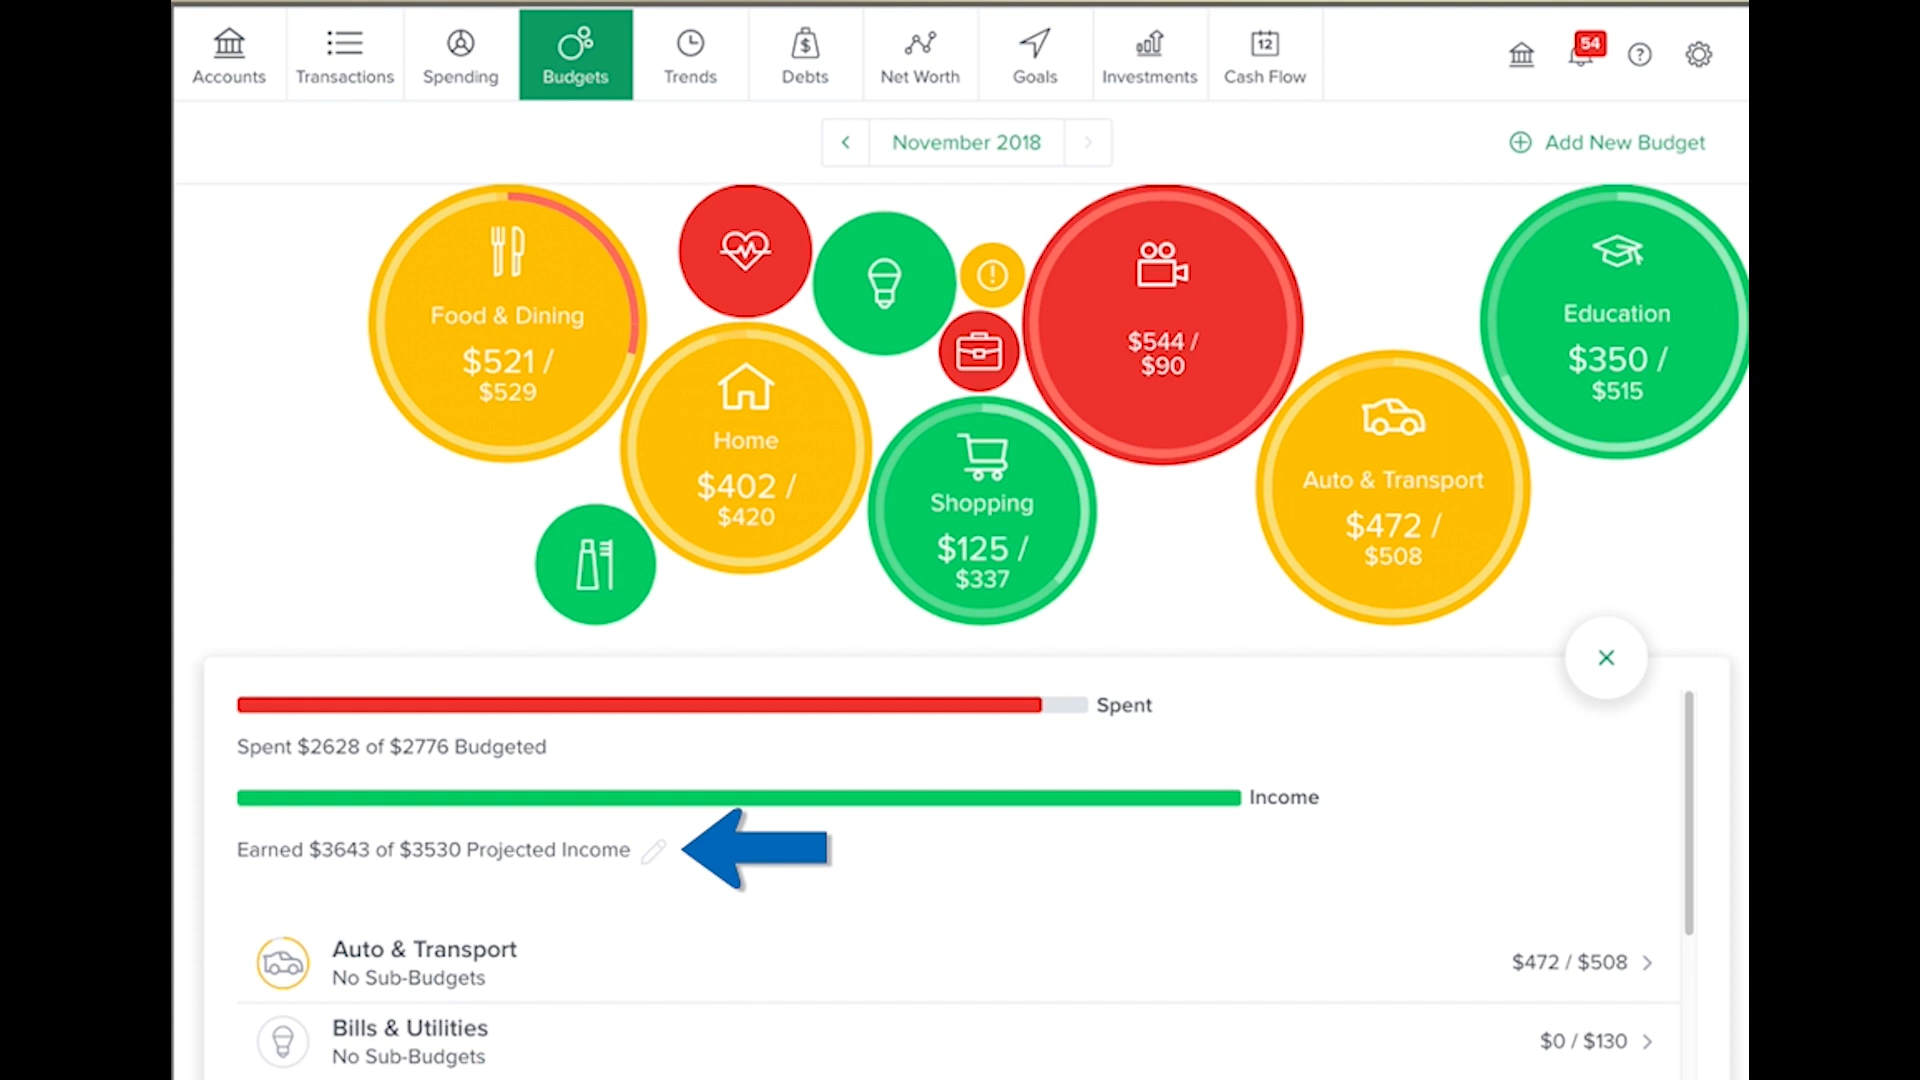 Accounts
Transactions
Spending
Budgets
Trends
Debts
Net Worth
Goals
Investments
12
Cash Flow
54
November 2018
Add New Budget
Food & Dining
$521 /
$529
Home
$402 /
$420
Shopping
$125 /
$337
$544 /
$90
Auto & Transport
$472 /
$508
Education
$350 /
$515
Spent
Spent $2628 of $2776 Budgeted
Income
Earned $3643 of $3530 Projected Income
Auto & Transport
No Sub-Budgets
$472 / $508
Bills & Utilities
No Sub-Budgets
$0 / $130